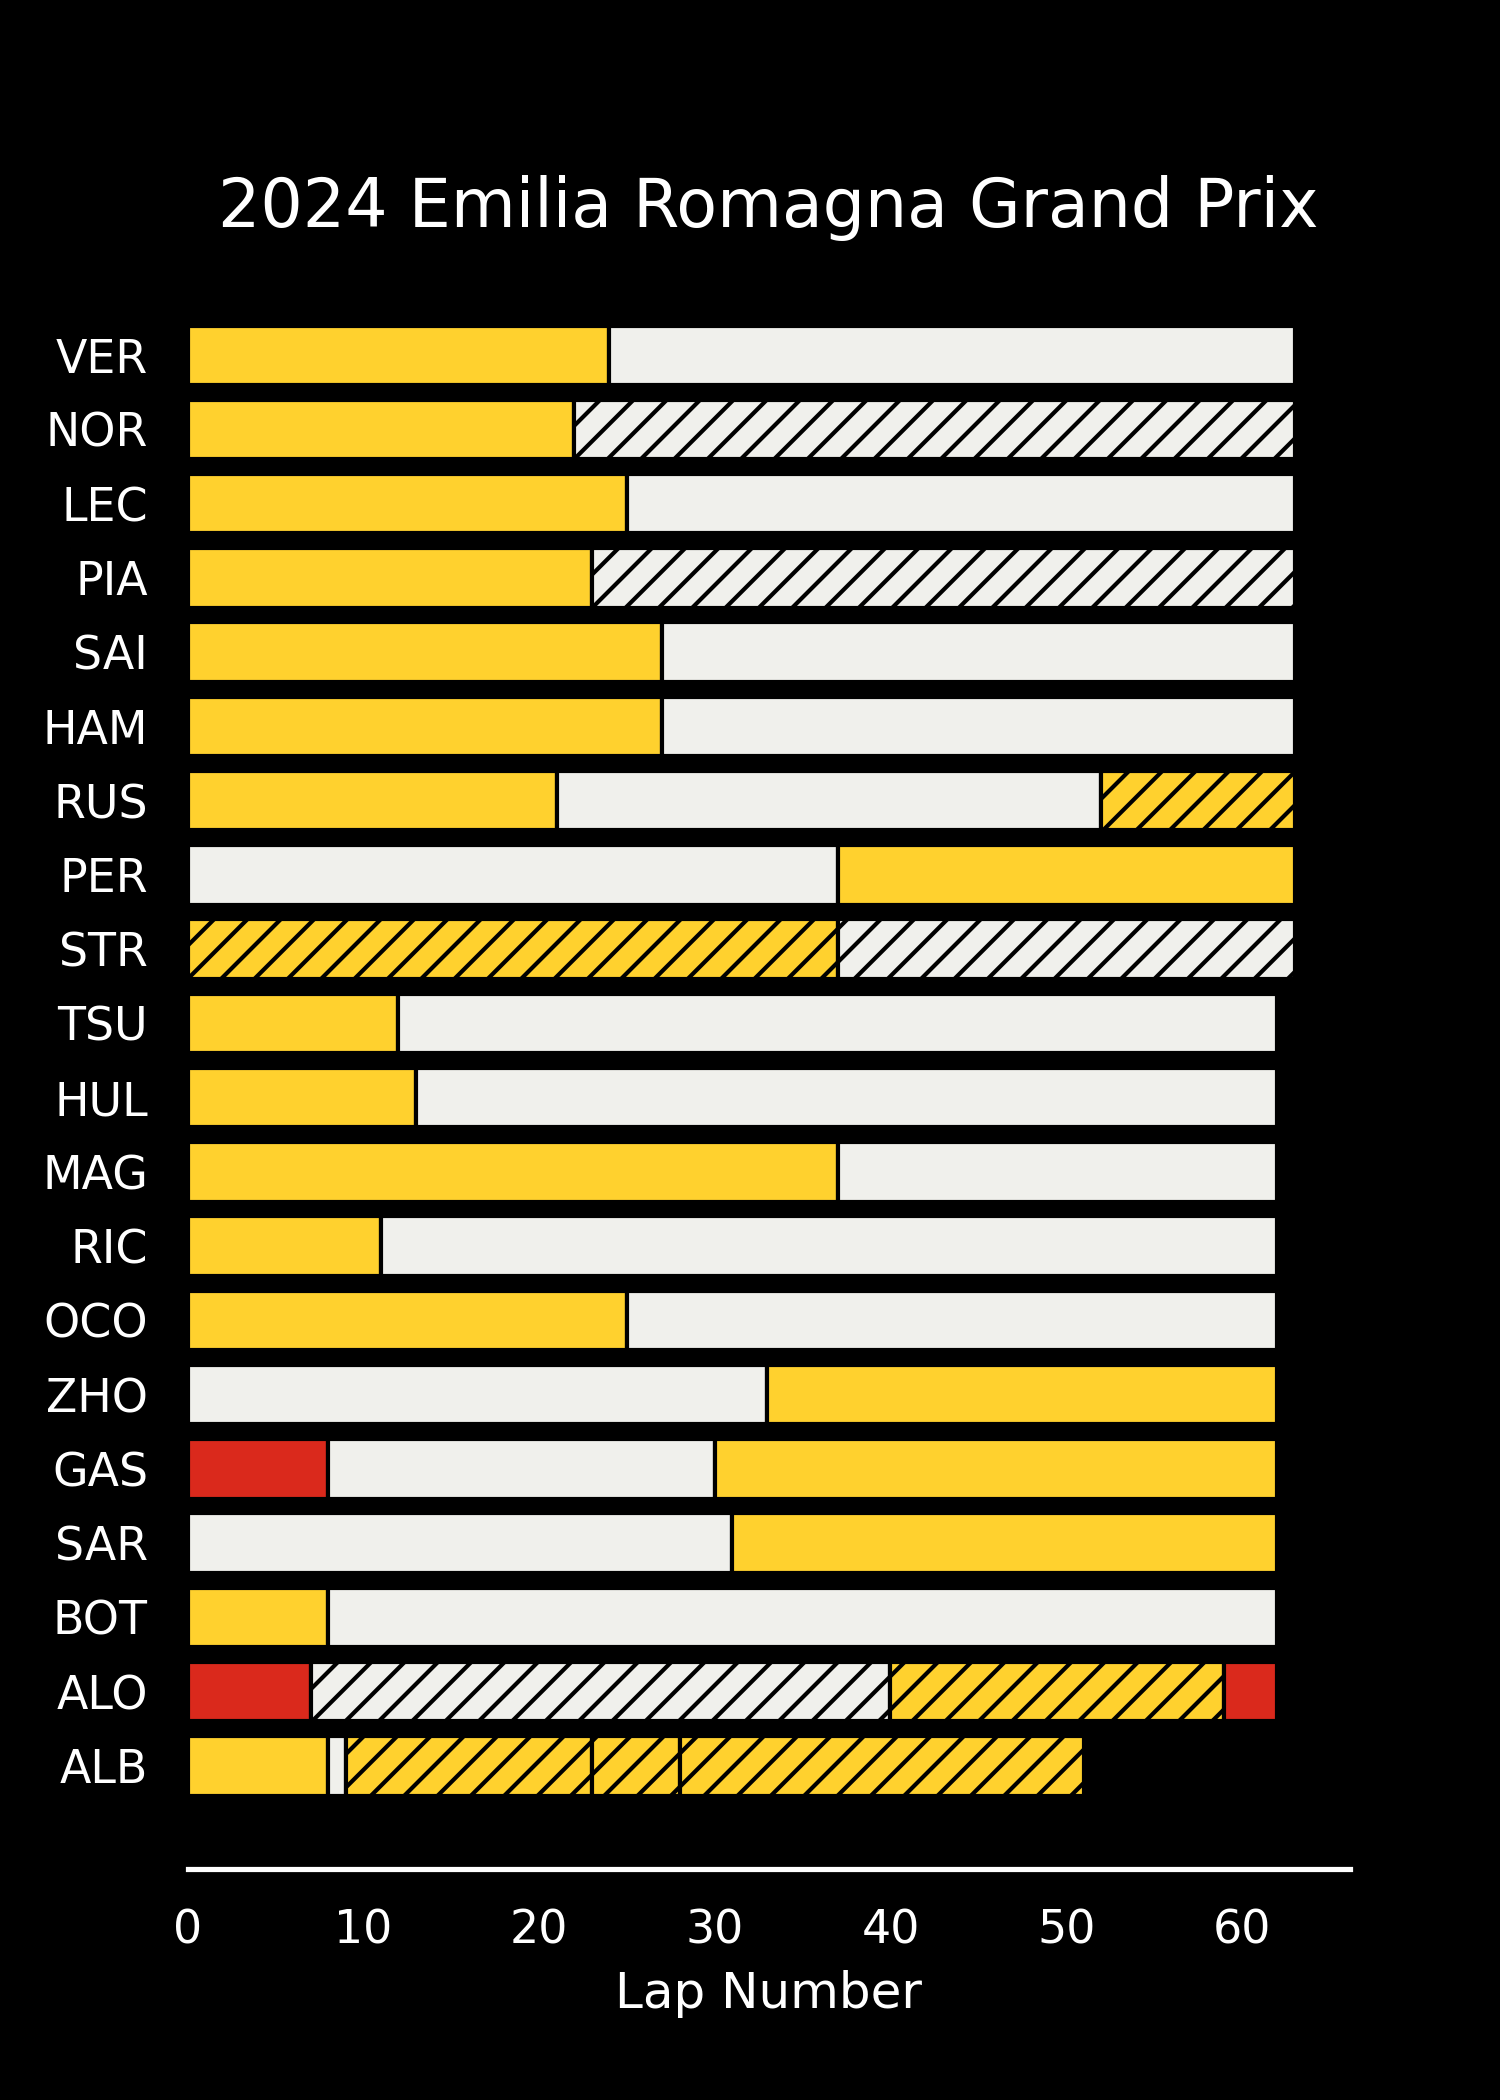 2024 Emilia Romagna Grand Prix
VER
NOR
LEC
PIA
SAI
HAM
RUS
PER
STR
TSU
HUL
MAG
RIC
OCO
ZHO
GAS
SAR
BOT
ALO
ALB
0 10 20 30 40 50 60
Lap Number